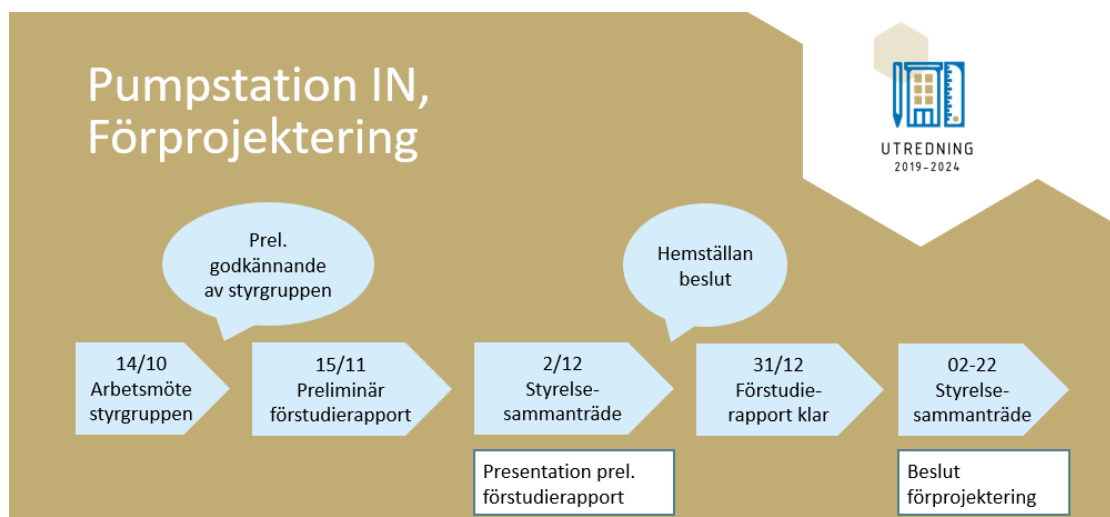 Pumpstation IN,
Förprojektering
UTREDNING
2019-2024
Prel.
godkännande
av styrgruppen
Hemställan
beslut
14/10
Arbetsmöte
styrgruppen
15/11
Preliminär
förstudierapport
2/12
Styrelse-
sammanträde
31/12
Förstudie-
rapport klar
02-22
Styrelse-
sammanträde
Presentation prel.
förstudierapport
Beslut
förprojektering